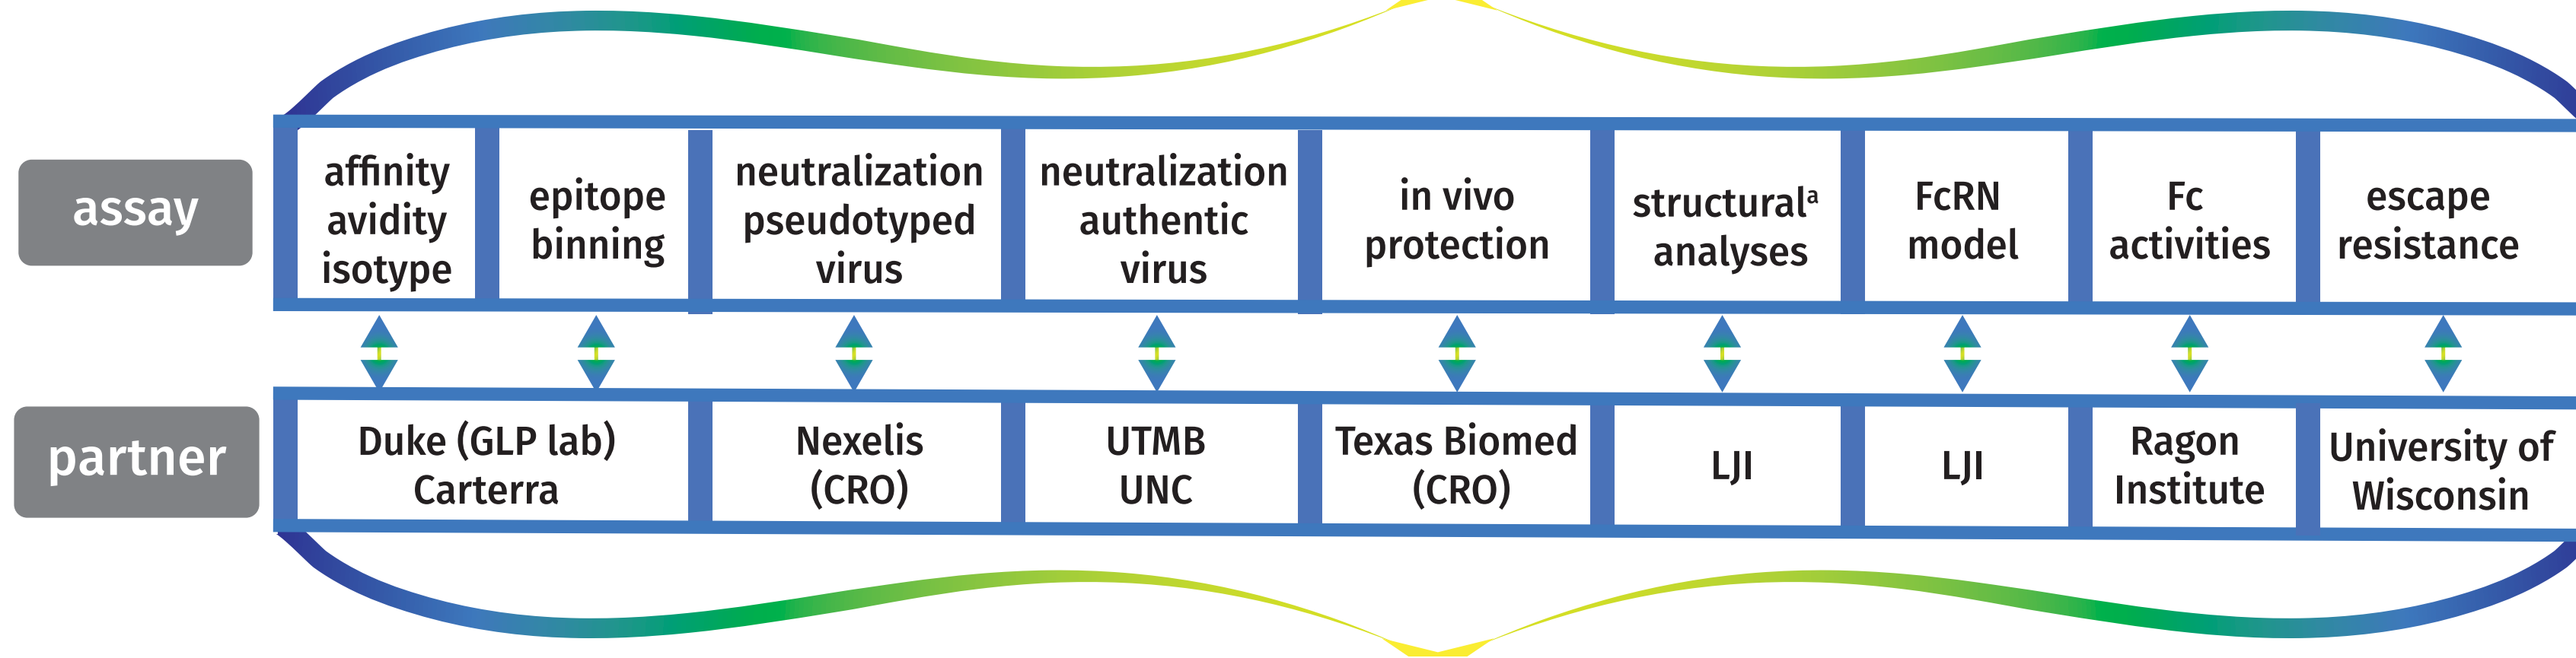 assay
affinity
avidity
isotype
epitope
binning
neutralization
pseudotyped
virus
neutralization
authentic
virus
in vivo
protection
structuralª
analyses
FcRN
model
Fc
activities
escape
resistance
partner
Duke (GLP lab)
Carterra
Nexelis
(CRO)
UTMB
UNC
Texas Biomed
(CRO)
LJI
LJI
Ragon
Institute
University of
Wisconsin